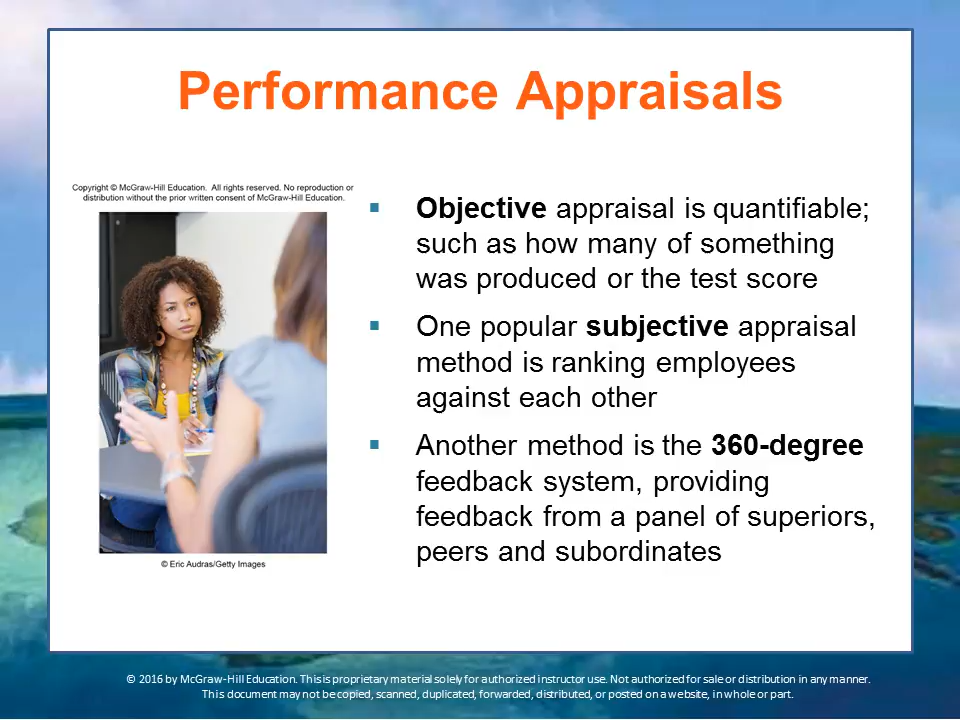 Performance Appraisals
Copyright © McGraw-Hill Education. All rights reserved. No reproduction or
distribution without the prior written consent of McGraw-Hill Education.
© Eric Audras/Getty Images
▪ Objective appraisal is quantifiable;
such as how many of something
was produced or the test score
▪ One popular subjective appraisal
method is ranking employees
against each other
▪ Another method is the 360-degree
feedback system, providing
feedback from a panel of superiors,
peers and subordinates
© 2016 by McGraw-Hill Education. This is proprietary material solely for authorized instructor use. Not authorized for sale or distribution in any manner.
This document may not be copied, scanned, duplicated, forwarded, distributed, or posted on a website, in whole or part.